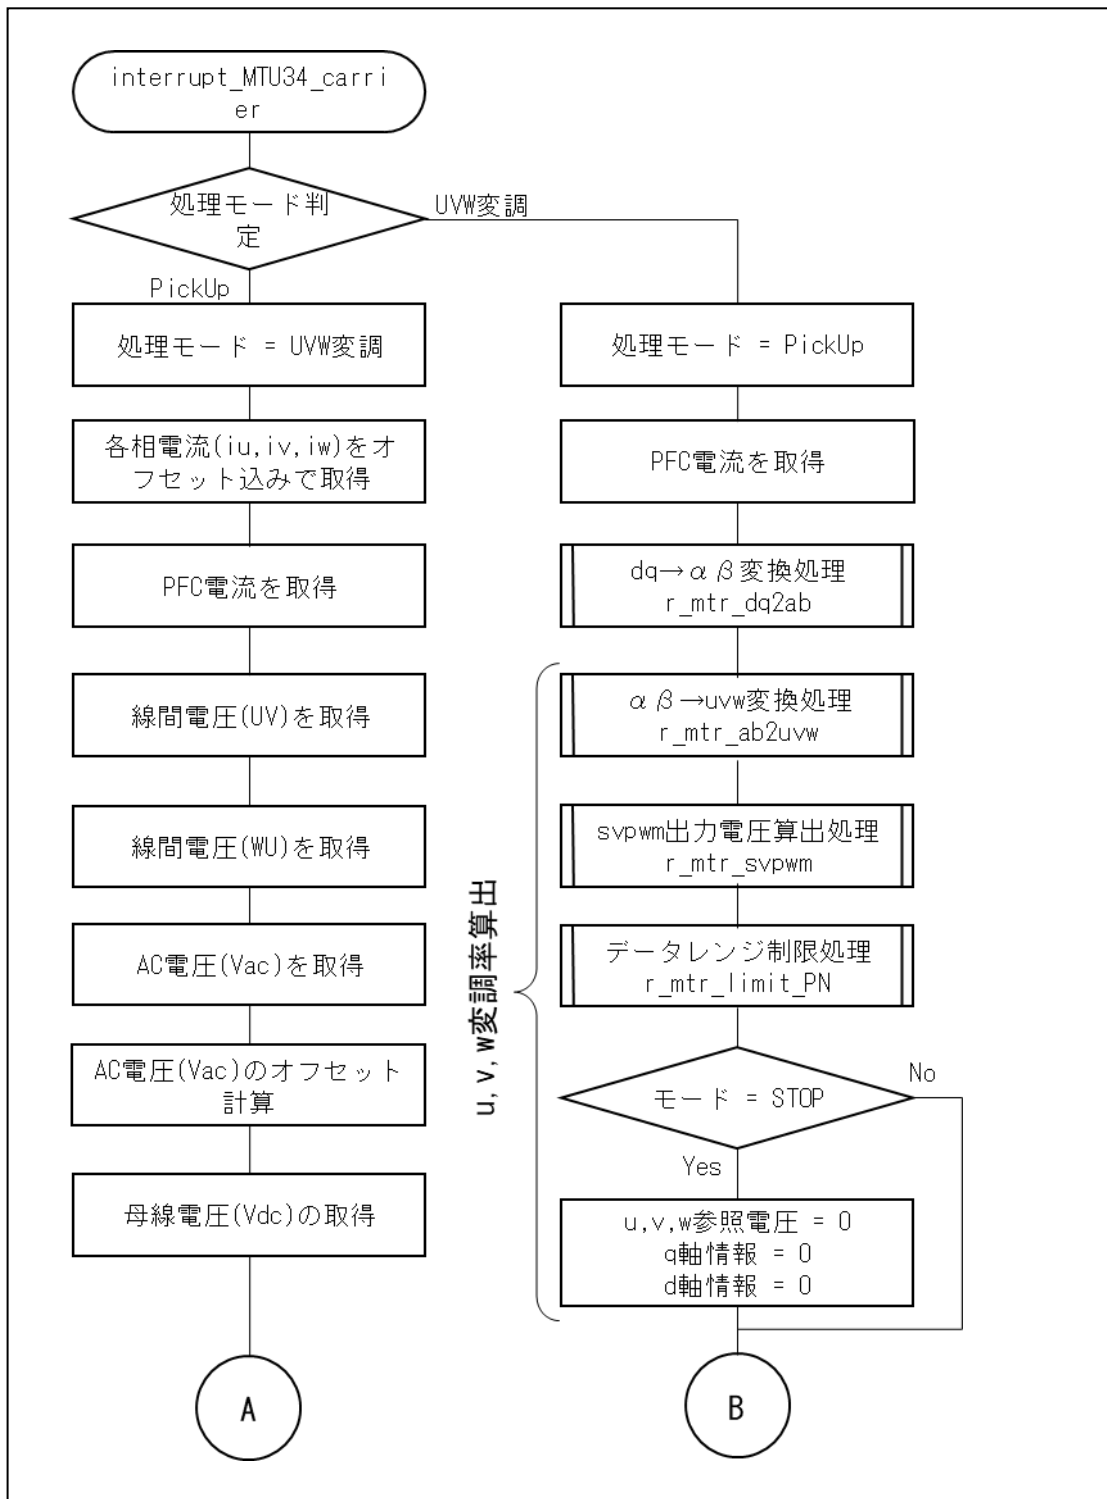 interrupt_MTU34_carri
er
処理モード判
定
UVW変調
PickUp
処理モード = UVW変調
各相電流(iu,iv,iw)をオ
フセット込みで取得
PFC電流を取得
線間電圧(UV)を取得
線間電圧(WU)を取得
AC電圧(Vac)を取得
AC電圧(Vac)のオフセット
計算
母線電圧(Vdc)の取得
A
処理モード = PickUp
PFC電流を取得
dq→αβ変換処理
r_mtr_dq2ab
u,v,w変調率算出
αβ→uvw変換処理
r_mtr_ab2uvw
svpwm出力電圧算出処理
r_mtr_svpwm
データレンジ制限処理
r_mtr_limit_PN
モード = STOP
No
Yes
u,v,w参照電圧 = 0
q軸情報 = 0
d軸情報 = 0
B